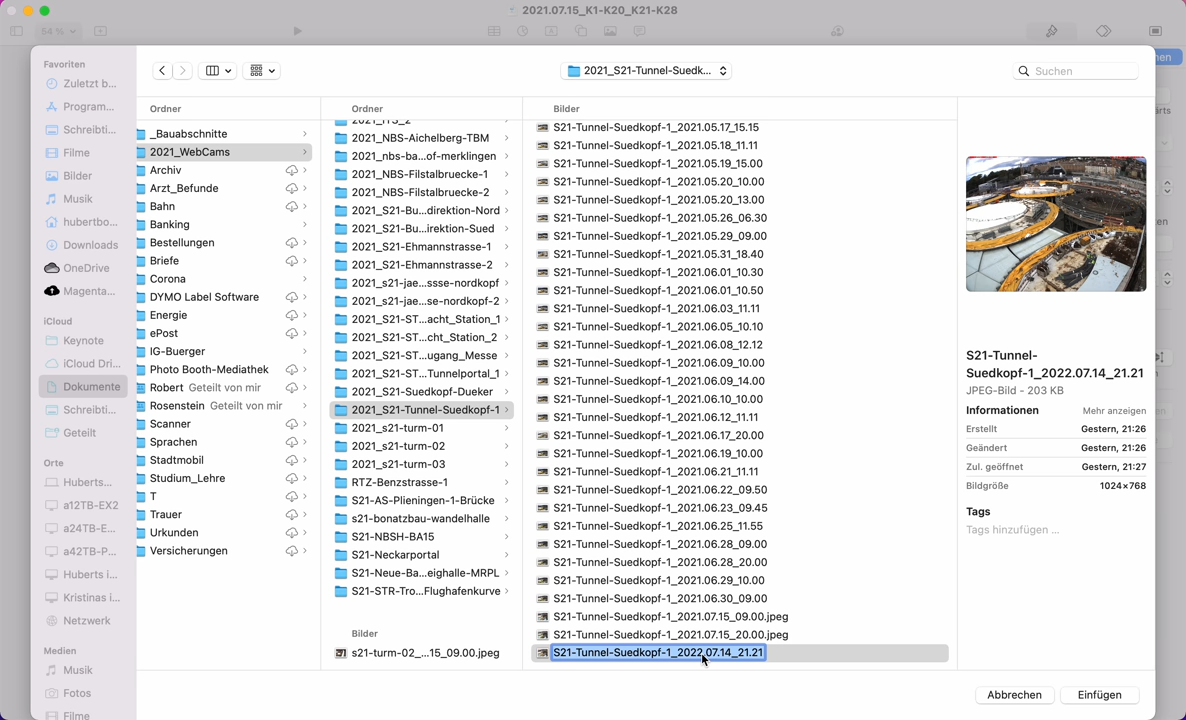 2021.07.15_K1-K20_K21-K28
54 %
2021_S21-Tunnel-Suedk...
Suchen
Favoriten
Zuletzt b...
Program...
Schreibti...
Filme
Bilder
Musik
hubertbo...
Downloads
OneDrive
Magenta...
iCloud
Keynote
iCloud Dri...
Dokumente
Schreibti...
Geteilt
Orte
Huberts...
a12TB-EX2
a24TB-E...
a42TB-P...
Huberts i...
Kristinas i...
Netzwerk
Medien
Musik
Fotos
Filme
Ordner
_Bauabschnitte
2021_WebCams
Archiv
Arzt_Befunde
Bahn
Banking
Bestellungen
Briefe
Corona
DYMO Label Software
Energie
ePost
IG-Buerger
Photo Booth-Mediathek
Robert Geteilt von mir
Rosenstein Geteilt von mir
Scanner
Sprachen
Stadtmobil
Studium_Lehre
T
Trauer
Urkunden
Versicherungen
Ordner
2021_NBS-Aichelberg-TBM
2021_nbs-ba...of-merklingen
2021_NBS-Filstalbruecke-1
2021_NBS-Filstalbruecke-2
2021_S21-Bu...direktion-Nord
2021_S21-Bu...irektion-Sued
2021_S21-Ehmannstrasse-1
2021_S21-Ehmannstrasse-2
2021_s21-jae...ssse-nordkopf
2021_s21-jae...se-nordkopf-2
2021_S21-ST...acht_Station_1
2021_S21-ST...cht_Station_2
2021_S21-ST...ugang_Messe
2021_S21-ST...Tunnelportal_1
2021_S21-Suedkopf-Dueker
2021_S21-Tunnel-Suedkopf-1
2021_s21-turm-01
2021_s21-turm-02
2021_s21-turm-03
RTZ-Benzstrasse-1
S21-AS-Plieningen-1-Brücke
s21-bonatzbau-wandelhalle
S21-NBSH-BA15
S21-Neckarportal
S21-Neue-Ba...eighalle-MRPL
S21-STR-Tro...Flughafenkurve
Bilder
s21-turm-02_...15_09.00.jpeg
Bilder
S21-Tunnel-Suedkopf-1_2021.05.17_15.15
S21-Tunnel-Suedkopf-1_2021.05.18_11.11
S21-Tunnel-Suedkopf-1_2021.05.19_15.00
S21-Tunnel-Suedkopf-1_2021.05.20_10.00
S21-Tunnel-Suedkopf-1_2021.05.20_13.00
S21-Tunnel-Suedkopf-1_2021.05.26_06.30
S21-Tunnel-Suedkopf-1_2021.05.29_09.00
S21-Tunnel-Suedkopf-1_2021.05.31_18.40
S21-Tunnel-Suedkopf-1_2021.06.01_10.30
S21-Tunnel-Suedkopf-1_2021.06.01_10.50
S21-Tunnel-Suedkopf-1_2021.06.03_11.11
S21-Tunnel-Suedkopf-1_2021.06.05_10.10
S21-Tunnel-Suedkopf-1_2021.06.08_12.12
S21-Tunnel-Suedkopf-1_2021.06.09_10.00
S21-Tunnel-Suedkopf-1_2021.06.09_14.00
S21-Tunnel-Suedkopf-1_2021.06.10_10.00
S21-Tunnel-Suedkopf-1_2021.06.12_11.11
S21-Tunnel-Suedkopf-1_2021.06.17_20.00
S21-Tunnel-Suedkopf-1_2021.06.19_10.00
S21-Tunnel-Suedkopf-1_2021.06.21_11.11
S21-Tunnel-Suedkopf-1_2021.06.22_09.50
S21-Tunnel-Suedkopf-1_2021.06.23_09.45
S21-Tunnel-Suedkopf-1_2021.06.25_11.55
S21-Tunnel-Suedkopf-1_2021.06.28_09.00
S21-Tunnel-Suedkopf-1_2021.06.28_20.00
S21-Tunnel-Suedkopf-1_2021.06.29_10.00
S21-Tunnel-Suedkopf-1_2021.06.30_09.00
S21-Tunnel-Suedkopf-1_2021.07.15_09.00.jpeg
S21-Tunnel-Suedkopf-1_2021.07.15_20.00.jpeg
S21-Tunnel-Suedkopf-1_2022.07.14_21.21
S21-Tunnel-
Suedkopf-1_2022.07.14_21.21
JPEG-Bild - 203 KB
Informationen Mehr anzeigen
Erstellt Gestern, 21:26
Geändert Gestern, 21:26
Zul. geöffnet Gestern, 21:27
Bildgröße 1024×768
Tags
Tags hinzufügen ...
Abbrechen
Einfügen